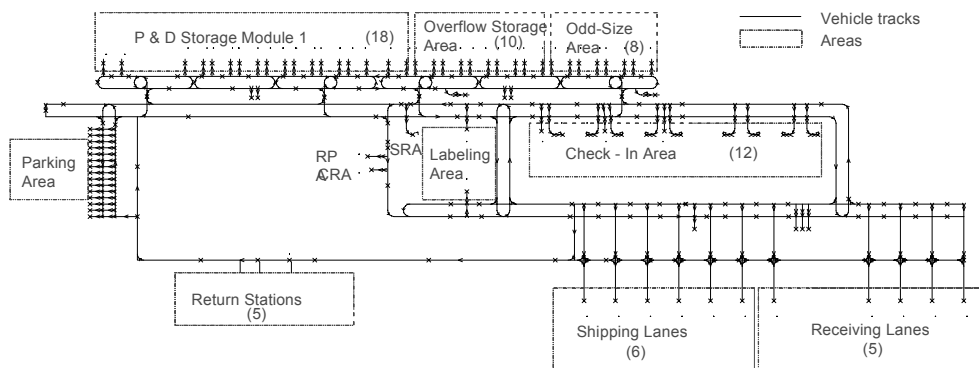 P & D Storage Module 1 (18)
Overflow Storage
Area (10)
Odd-Size
Area (8)
Vehicle tracks
Areas
Parking
Area
RP
A
CRA
SRA
Labeling
Area
Check - In Area (12)
Return Stations
(5)
Shipping Lanes
(6)
Receiving Lanes
(5)